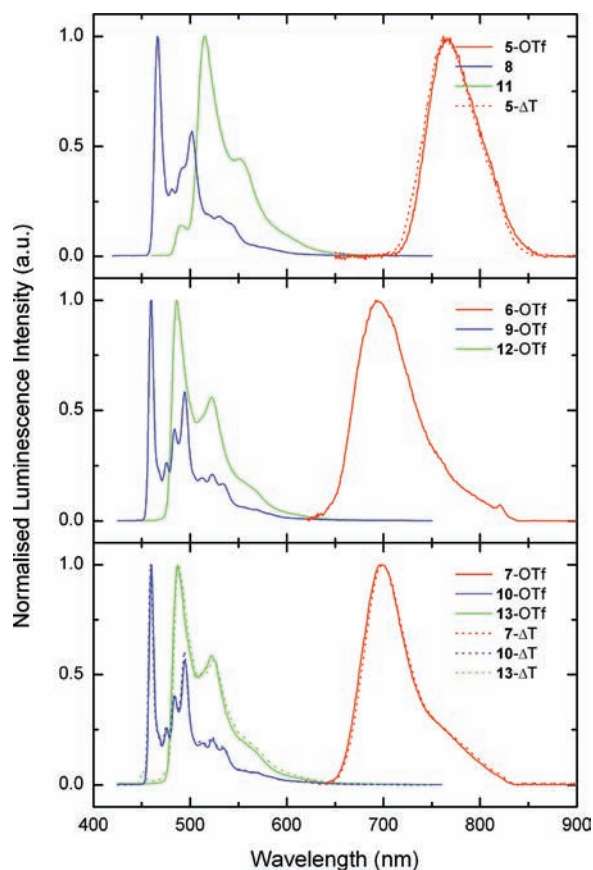 Normalised Luminescence Intensity (a.u.)
1.0
0.5
0.0
5-OTf
8
11
5-ΔT
1.0
0.5
0.0
6-OTf
9-OTf
12-OTf
1.0
0.5
0.0
7-OTf
10-OTf
13-OTf
7-ΔT
10-ΔT
13-ΔT
400 500 600 700 800 900
Wavelength (nm)